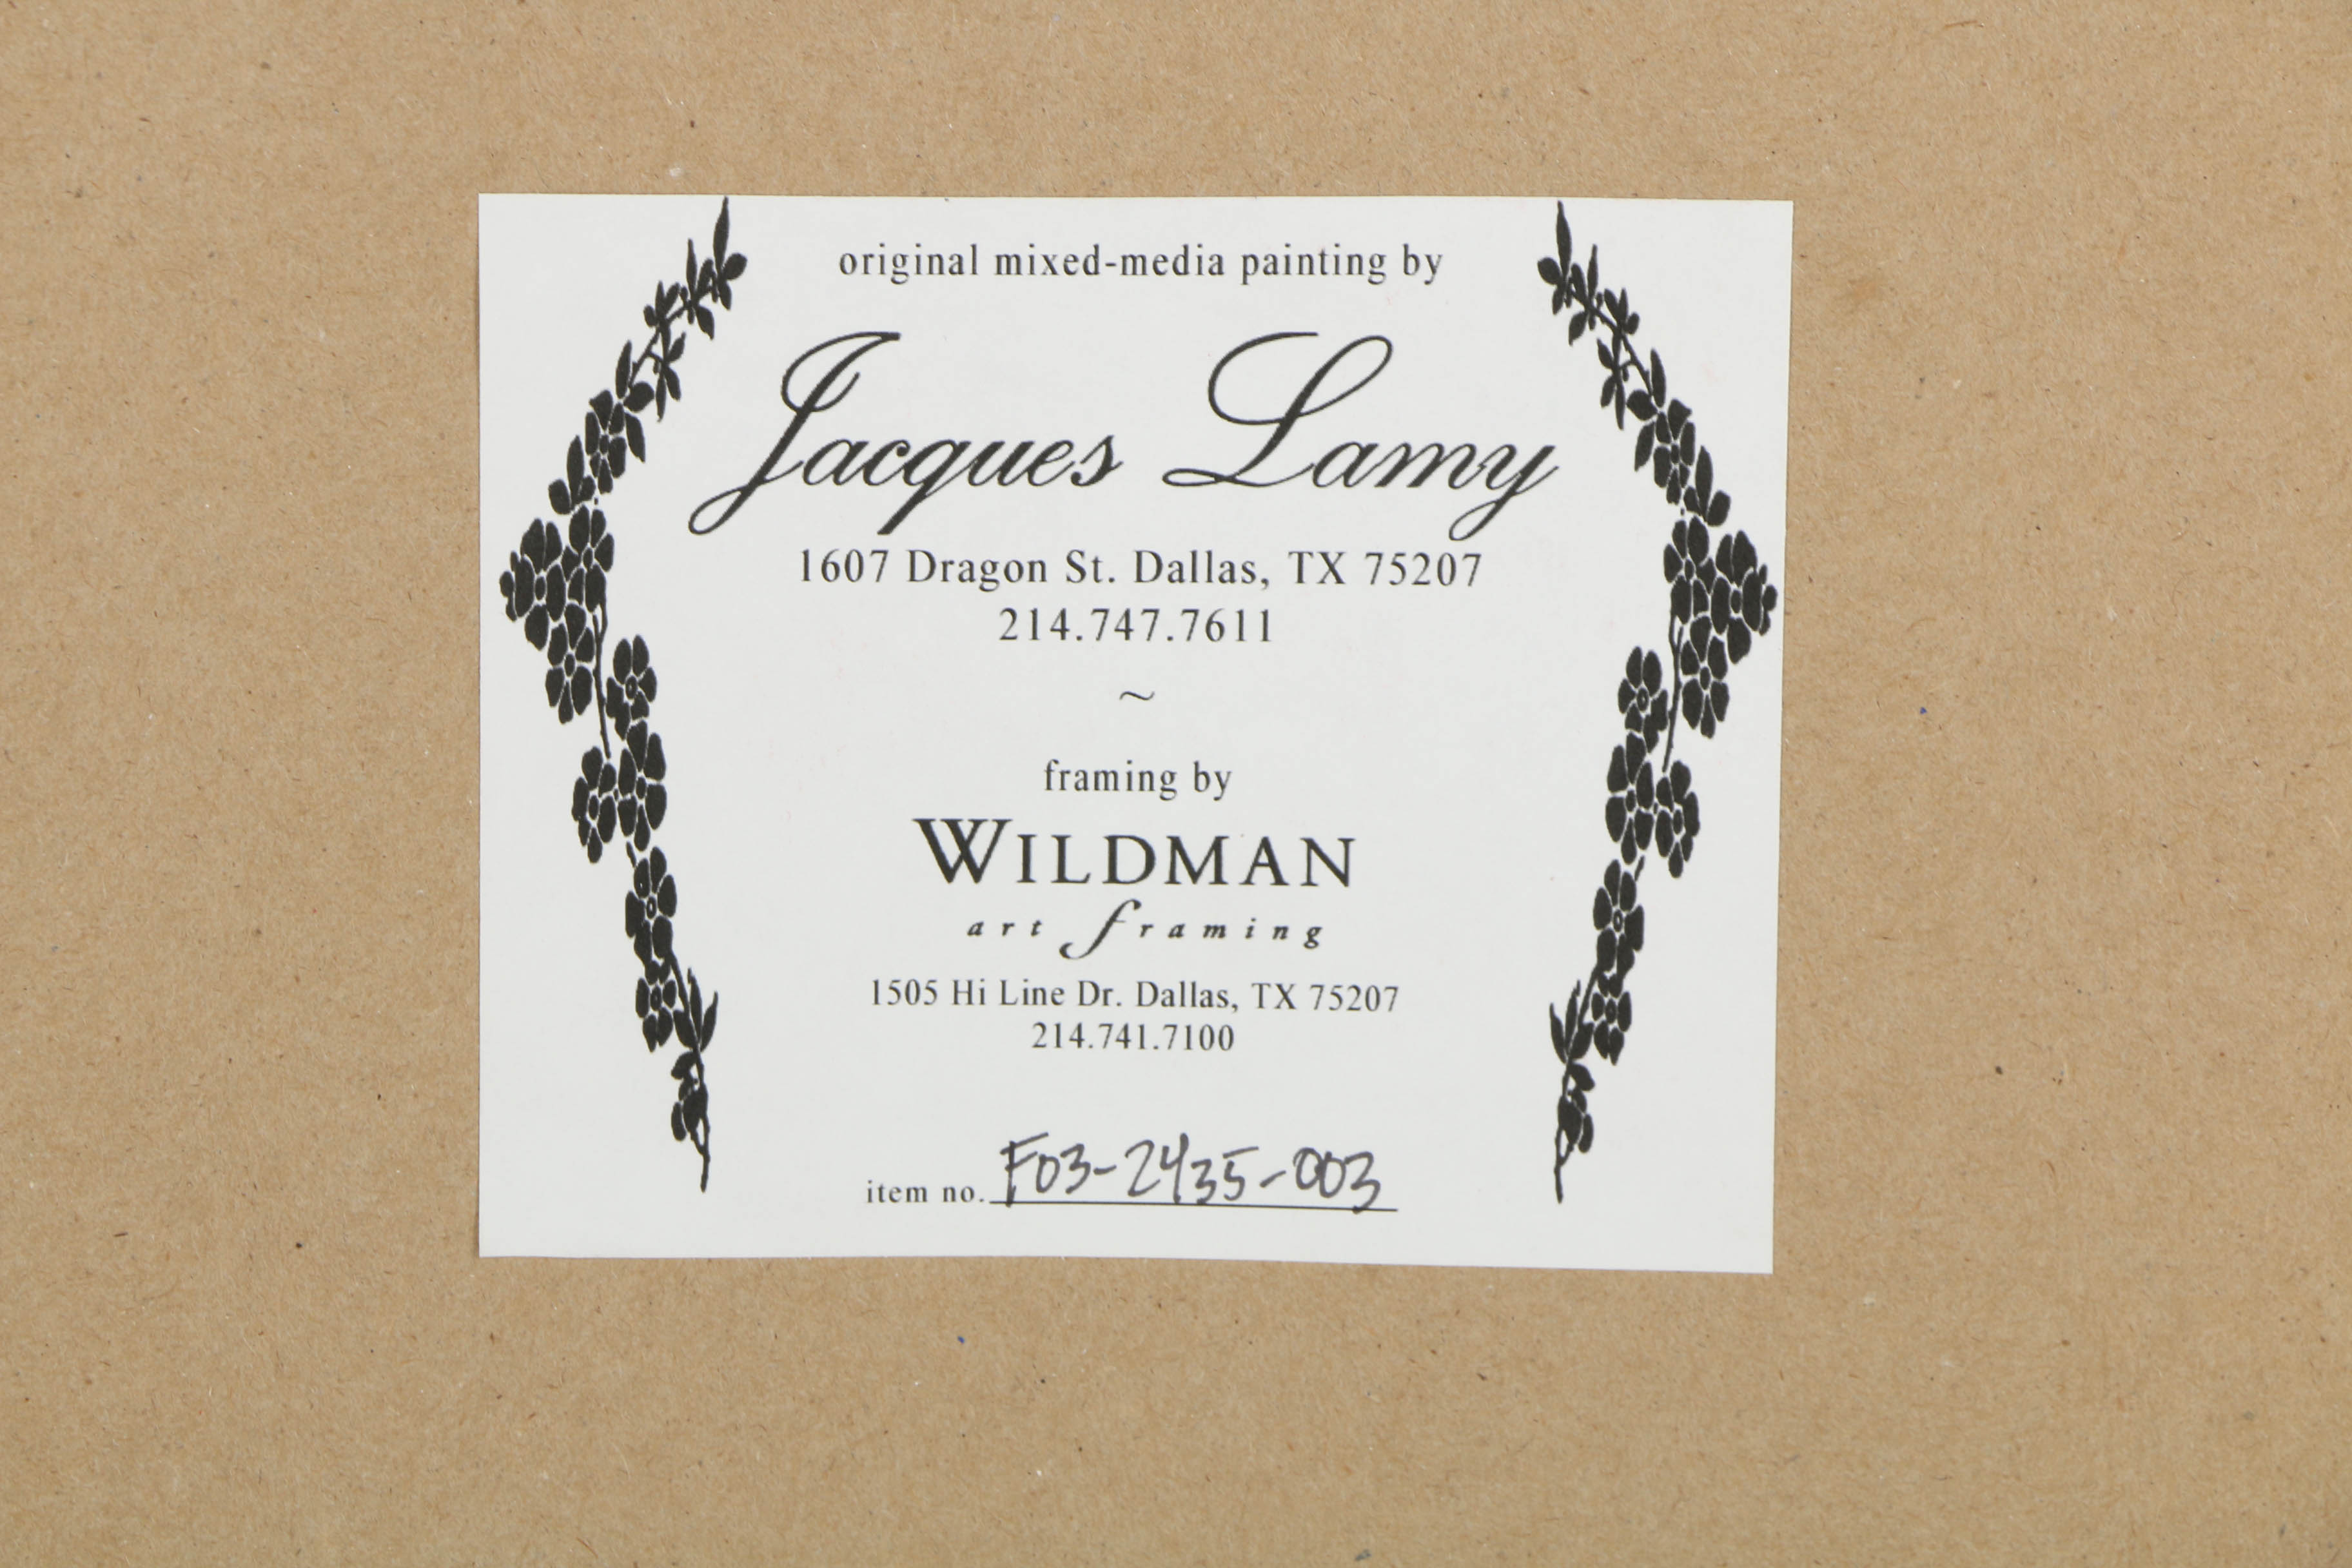 original mixed-media painting by
Jacques Lamy
1607 Dragon St. Dallas, TX 75207
214.747.7611
~
framing by
WILDMAN
art framing
1505 Hi Line Dr. Dallas, TX 75207
214.741.7100
item no. F03-2435-003